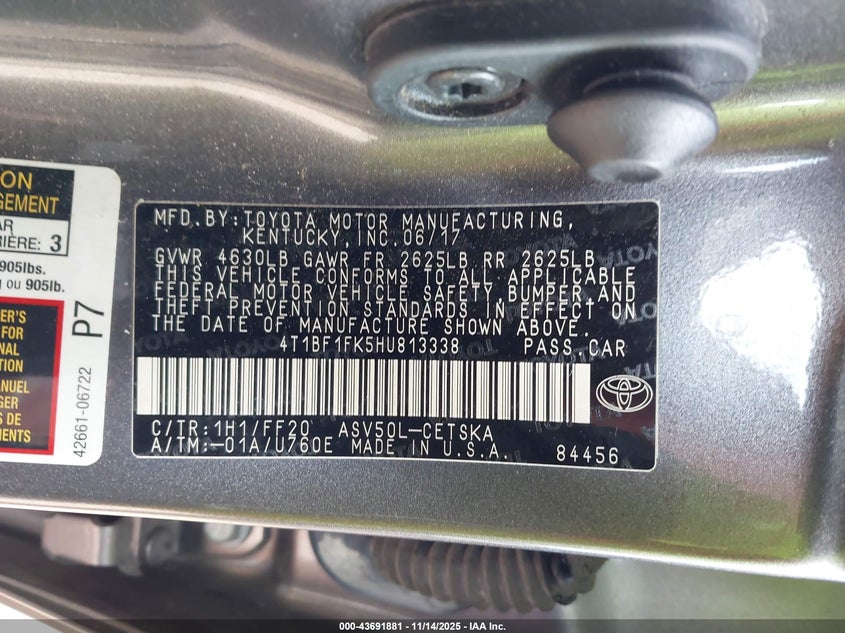 ON
GEMENT
AR
RIÈRE: 3
905lbs.
g ou 905lb.
ER'S
FOR
NAL
TION
ANUEL
GER
DE
MENTS
42661-06722
P7
MFD.BY:TOYOTA MOTOR MANUFACTURING,
KENTUCKY,INC.06/17
GVWR 4630LB GAWR FR 2625LB RR 2625LB
THIS VEHICLE CONFORMS TO ALL APPLICABLE
FEDERAL MOTOR VEHICLE SAFETY,BUMPER,AND
THEFT PREVENTION STANDARDS IN EFFECT ON
THE DATE OF MANUFACTURE SHOWN ABOVE.
4T1BF1FK5HU813338 PASS.CAR
C/TR:1H1/FF20 ASV50L-CETSKA
A/TM:-01A/U760E MADE IN U.S.A.
84456
000-43691881 - 11/14/2025 - IAA Inc.